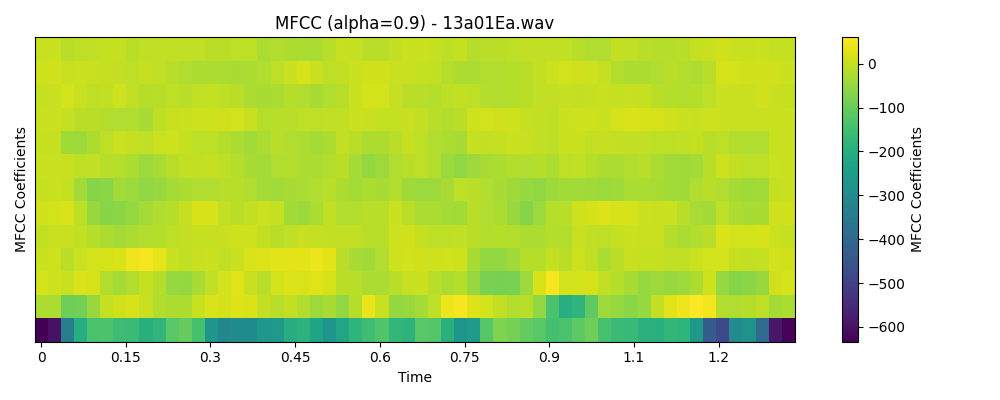 MFCC (alpha=0.9) - 13a01Ea.wav
MFCC Coefficients
0
−100
−200
−300
−400
−500
−600
MFCC Coefficients
0 0.15 0.3 0.45 0.6 0.75 0.9 1.1 1.2
Time